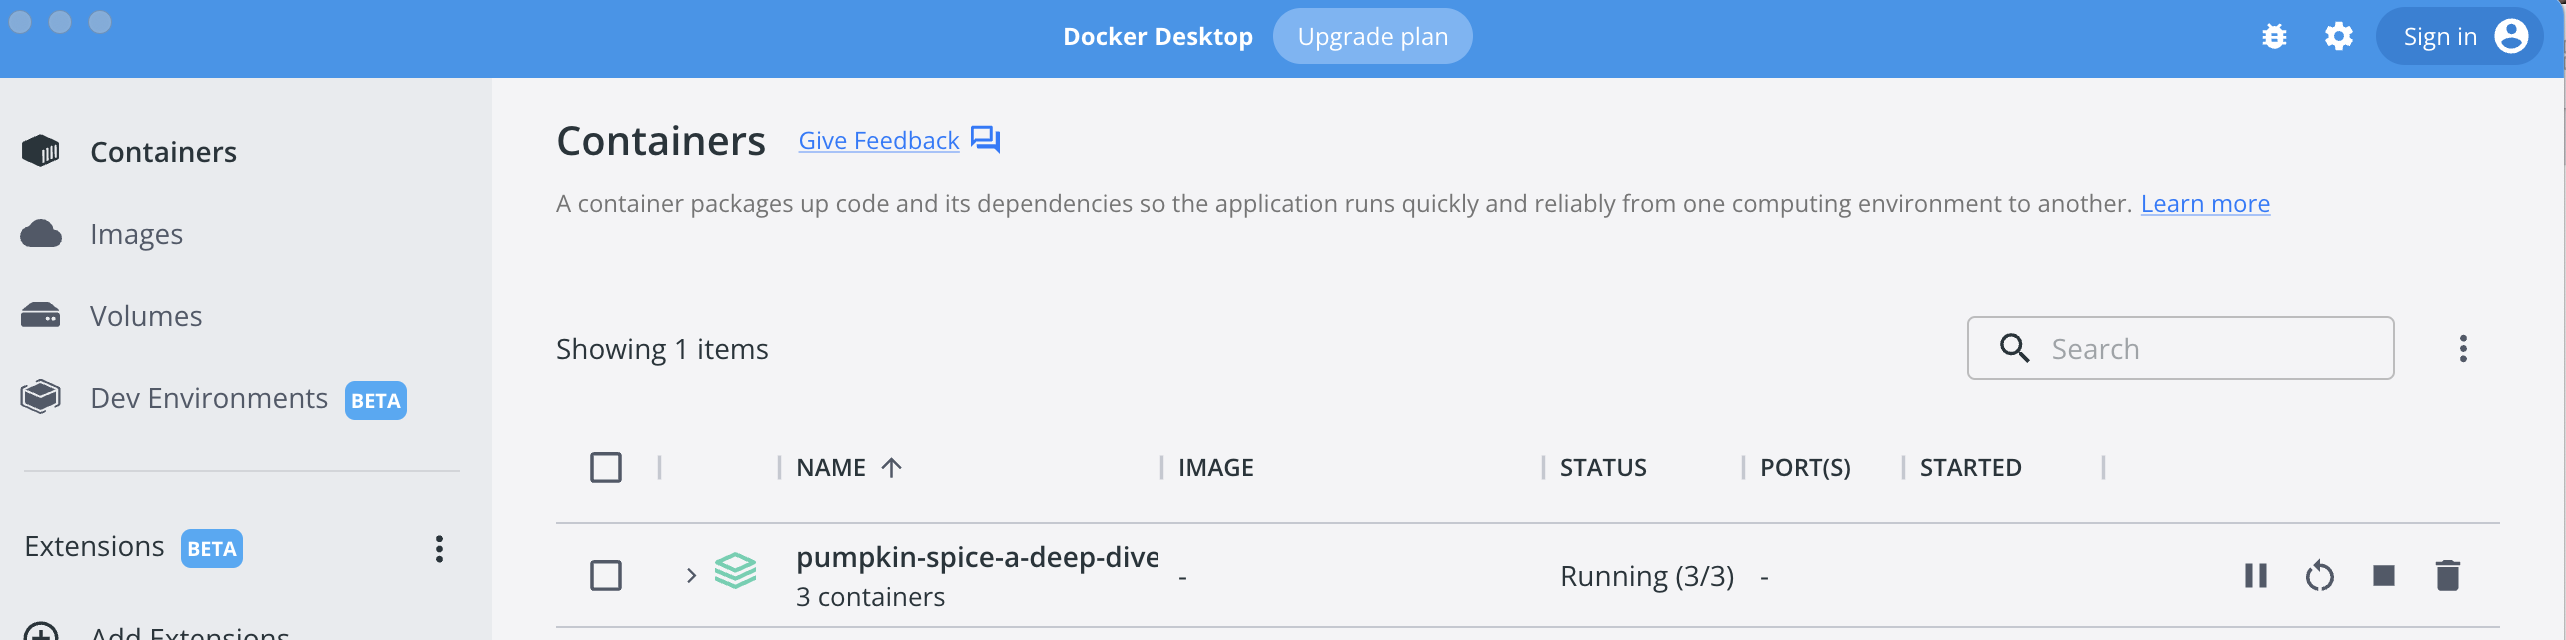 Docker Desktop Upgrade plan Sign in
Containers
Images
Volumes
Dev Environments BETA
Extensions BETA
Add Extensions
Containers Give Feedback
A container packages up code and its dependencies so the application runs quickly and reliably from one computing environment to another. Learn more
Showing 1 items Search
NAME IMAGE STATUS PORT(S) STARTED
pumpkin-spice-a-deep-dive - Running (3/3) -
3 containers